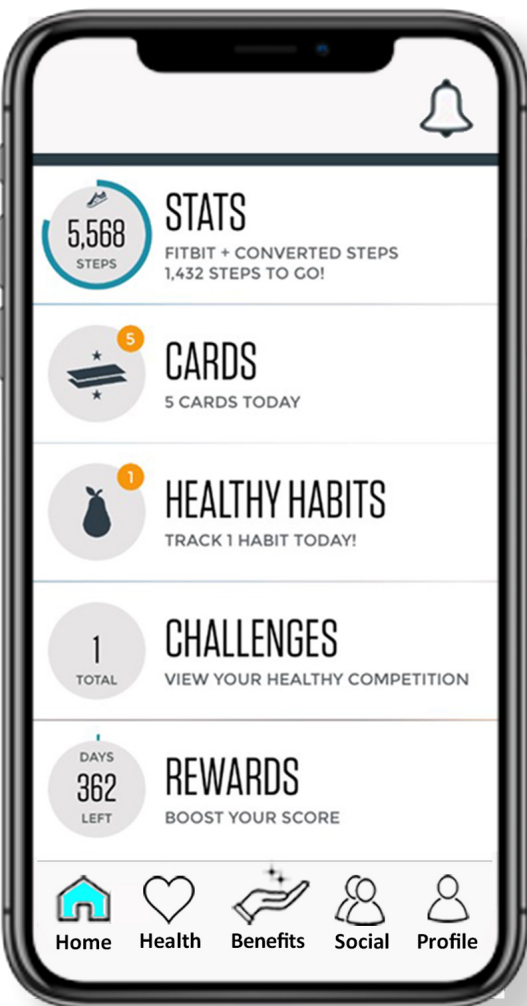 5,568
STEPS
STATS
FITBIT + CONVERTED STEPS
1,432 STEPS TO GO!
5
CARDS
5 CARDS TODAY
1
HEALTHY HABITS
TRACK 1 HABIT TODAY!
1
TOTAL
CHALLENGES
VIEW YOUR HEALTHY COMPETITION
DAYS
362
LEFT
REWARDS
BOOST YOUR SCORE
Home Health Benefits Social Profile